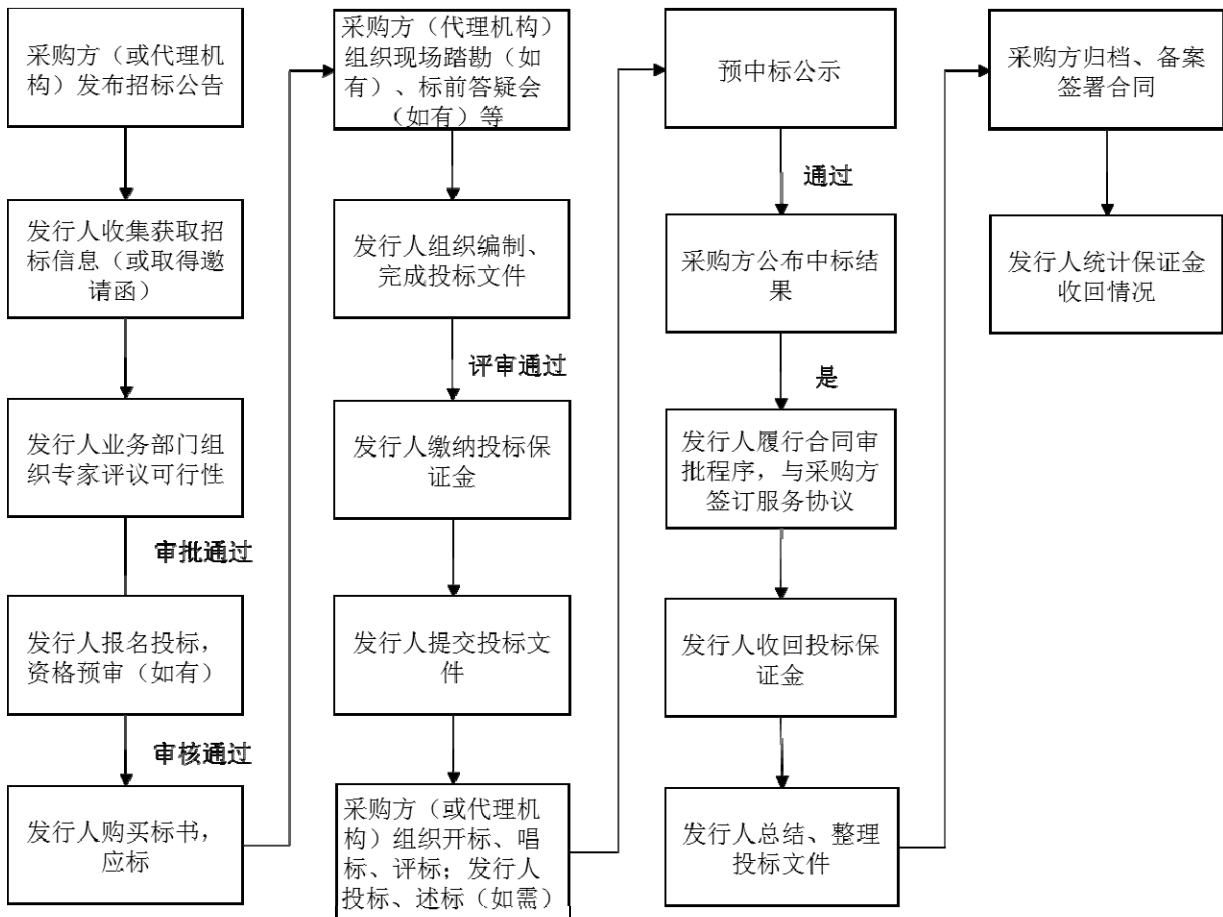 采购方（或代理机
构）发布招标公告
发行人收集获取招
标信息（或取得邀
请函）
发行人业务部门组
织专家评议可行性
审批通过
发行人报名投标，
资格预审（如有）
审核通过
发行人购买标书，
应标
采购方（代理机构）
组织现场踏勘（如
有）、标前答疑会
（如有）等
发行人组织编制、
完成投标文件
评审通过
发行人缴纳投标保
证金
发行人提交投标文
件
采购方（或代理机
构）组织开标、唱
标、评标；发行人
投标、述标（如需）
预中标公示
通过
采购方公布中标结
果
是
发行人履行合同审
批程序，与采购方
签订服务协议
发行人收回投标保
证金
发行人总结、整理
投标文件
采购方归档、备案
签署合同
发行人统计保证金
收回情况